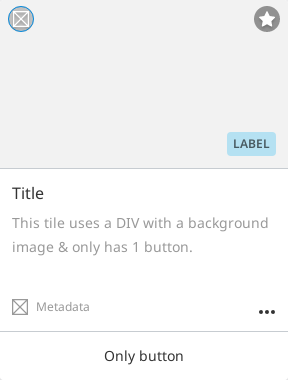 LABEL
Title
This tile uses a DIV with a background
image & only has 1 button.
Metadata
Only button